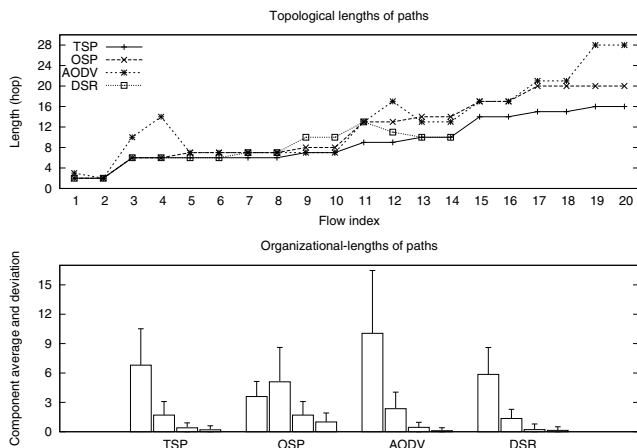 Topological lengths of paths
Length (hop)
28
24
20
16
12
8
4
0
TSP
OSP
AODV
DSR
1 2 3 4 5 6 7 8 9 10 11 12 13 14 15 16 17 18 19 20
Flow index
Organizational-lengths of paths
Component average and deviation
15
12
9
6
3
0
TSP OSP AODV DSR